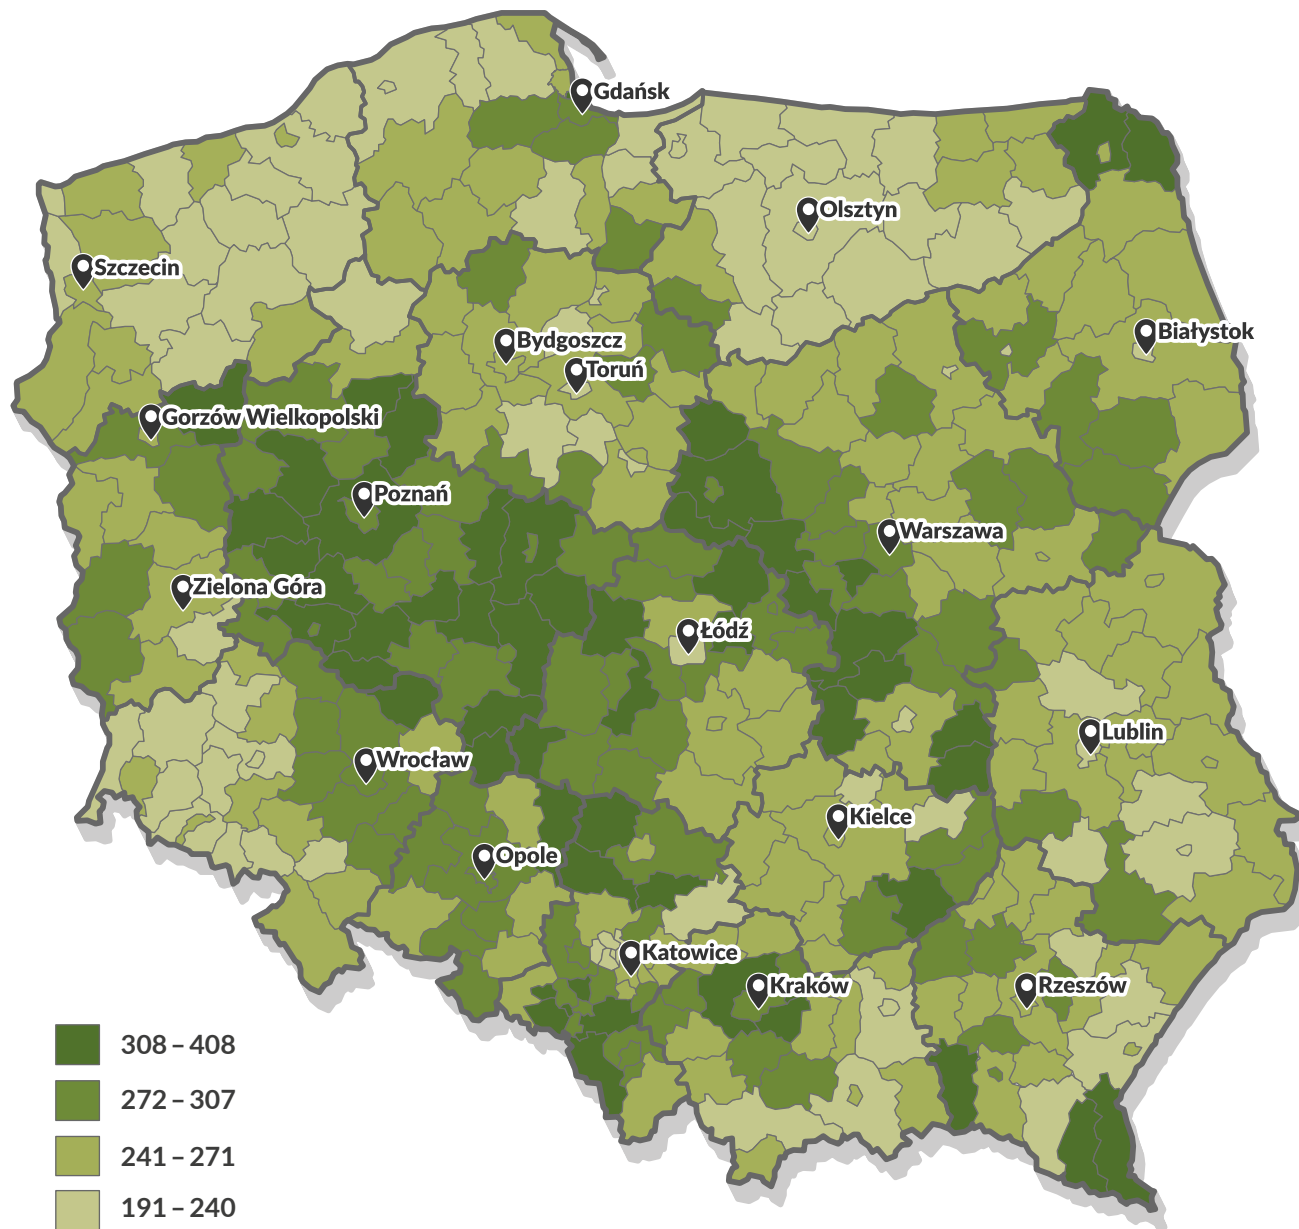 Gdańsk
Olsztyn
Szczecin
Białystok
Bydgoszcz
Toruń
Gorzów Wielkopolski
Poznań
Warszawa
Zielona Góra
Łódź
Lublin
Wrocław
Kielce
Opole
Katowice
Kraków
Rzeszów
308 – 408
272 – 307
241 – 271
191 – 240